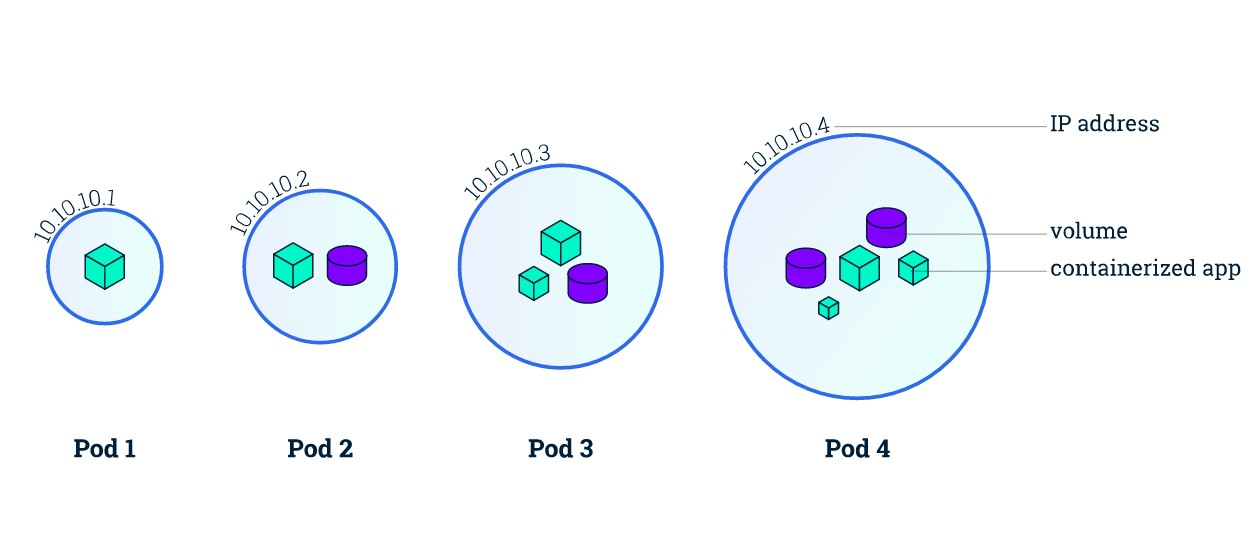 10.10.10.1
10.10.10.2
10.10.10.3
10.10.10.4
IP address
volume
containerized app
Pod 1
Pod 2
Pod 3
Pod 4